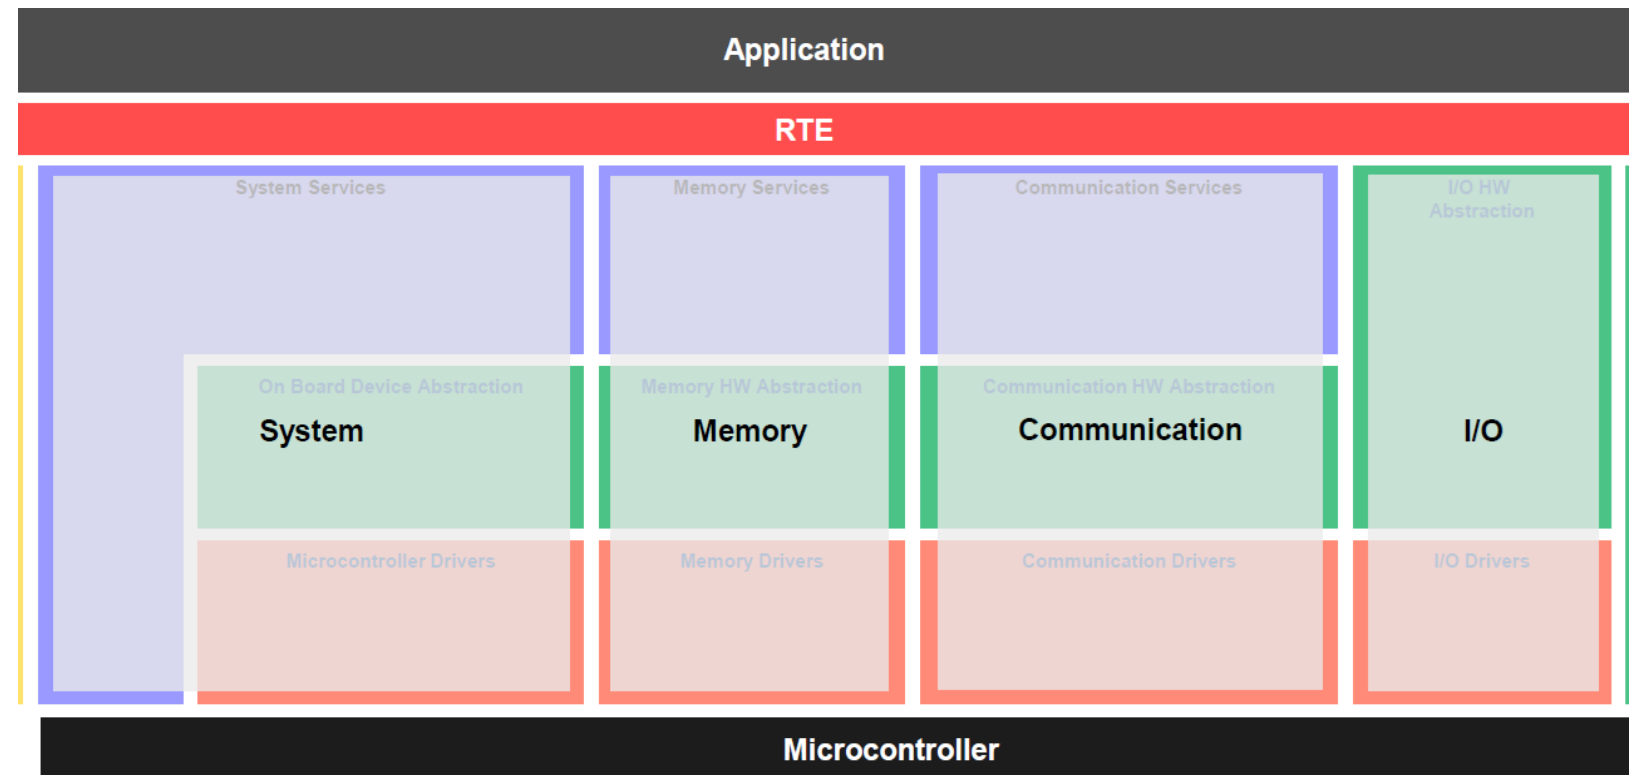 Application
RTE
System Services
Memory Services
Communication Services
I/O HW
Abstraction
On Board Device Abstraction
Memory HW Abstraction
Communication HW Abstraction
System
Memory
Communication
I/O
Microcontroller Drivers
Memory Drivers
Communication Drivers
I/O Drivers
Microcontroller